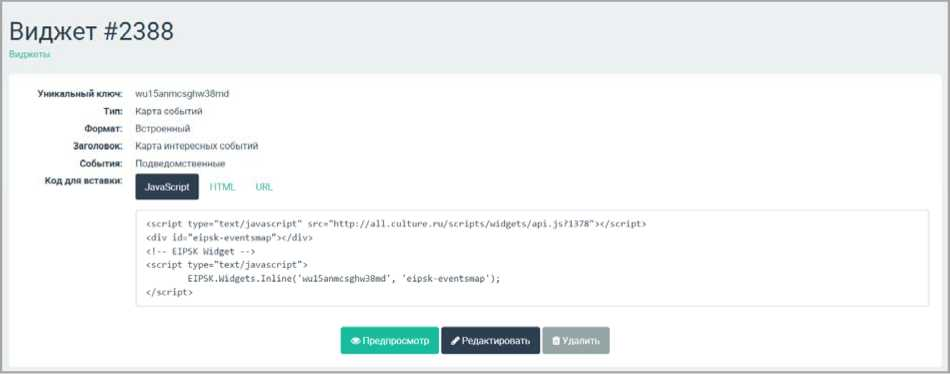 Виджет #2388
Виджеты
Уникальный ключ: wu15anmcsghw38md
Тип: Карта событий
Формат: Встроенный
Заголовок: Карта интересных событий
События: Подведомственные
Код для вставки: JavaScript HTML URL
<script type="text/javascript" src="http://all.culture.ru/scripts/widgets/api.js?1378"></script>
<div id="eipsk-eventsmap"></div>
<!-- EIPSK Widget -->
<script type="text/javascript">
EIPSK.Widgets.Inline('wu15anmcsghw38md', 'eipsk-eventsmap');
</script>
Предпросмотр Редактировать Удалить